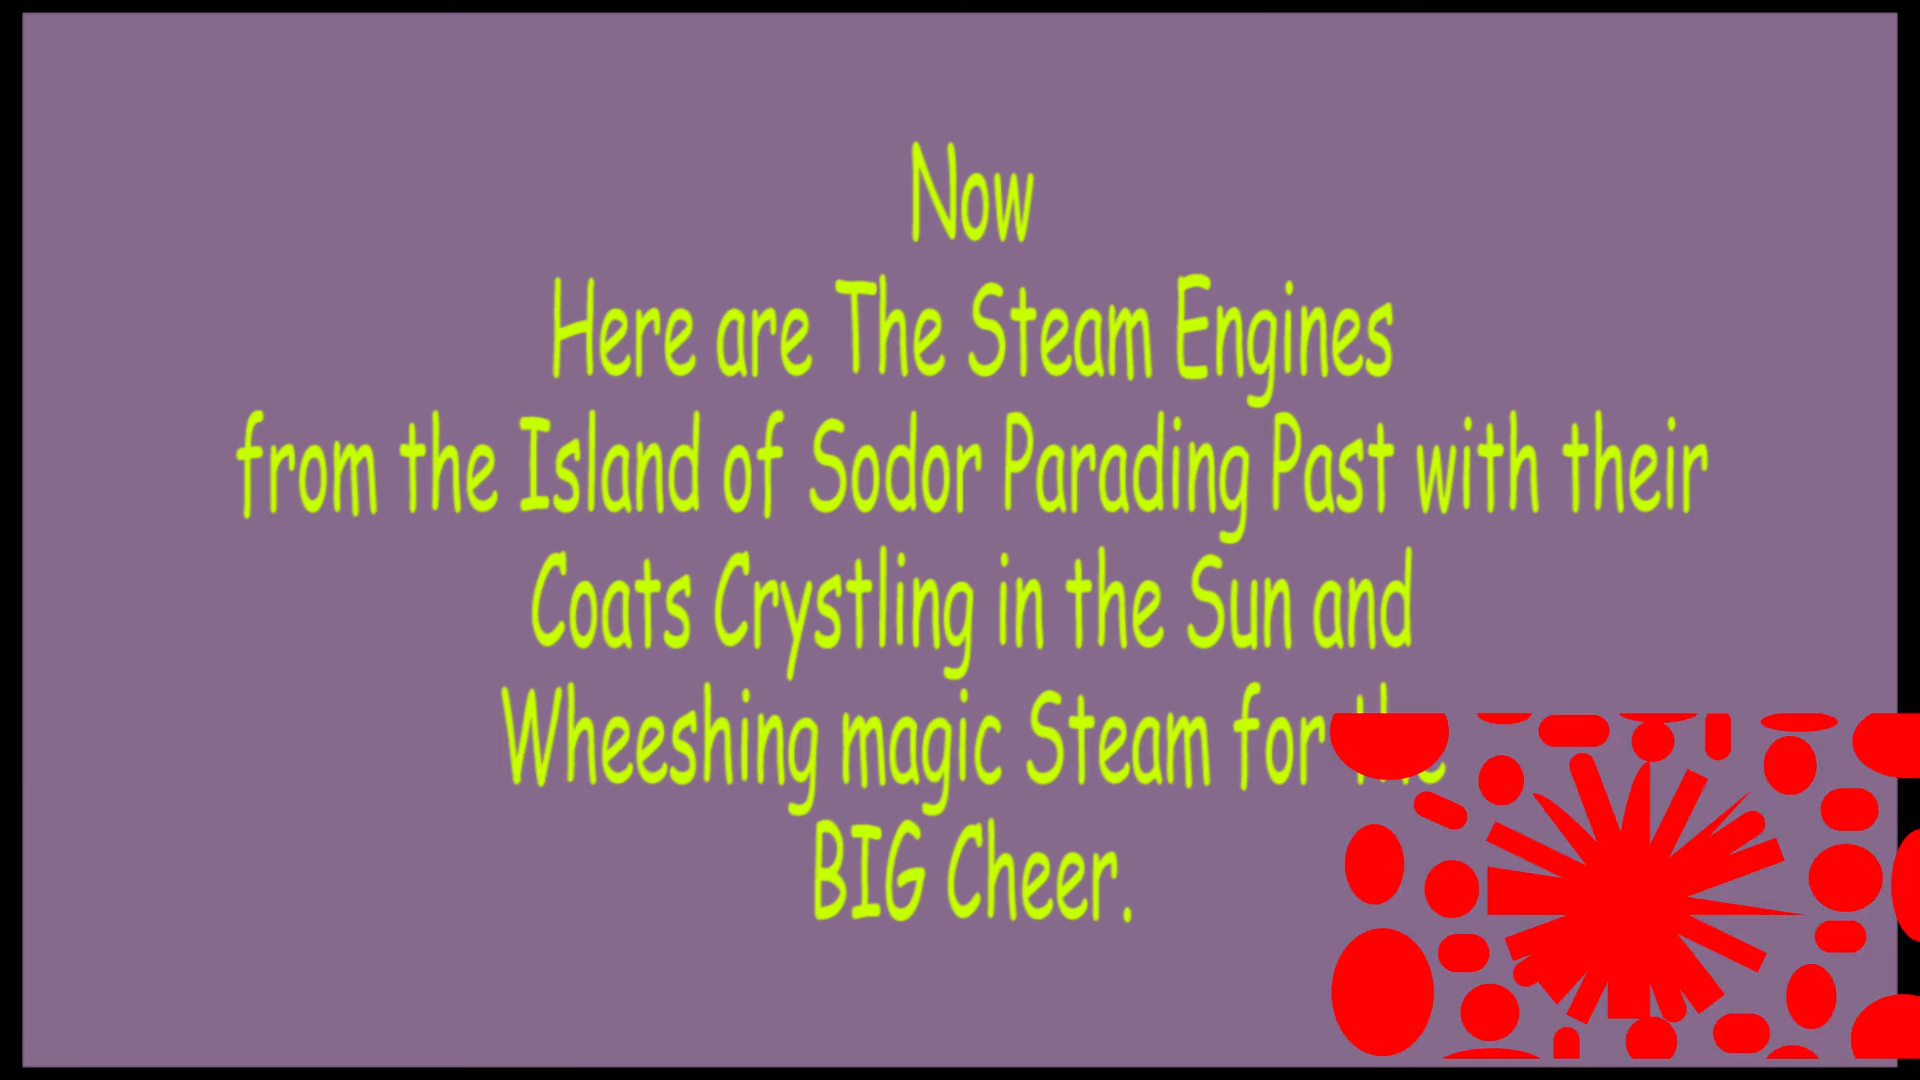 Now
Here are The Steam Engines
from the Island of Sodor Parading Past with their
Coats Crystling in the Sun and
Wheeshing magic Steam for the
BIG Cheer.